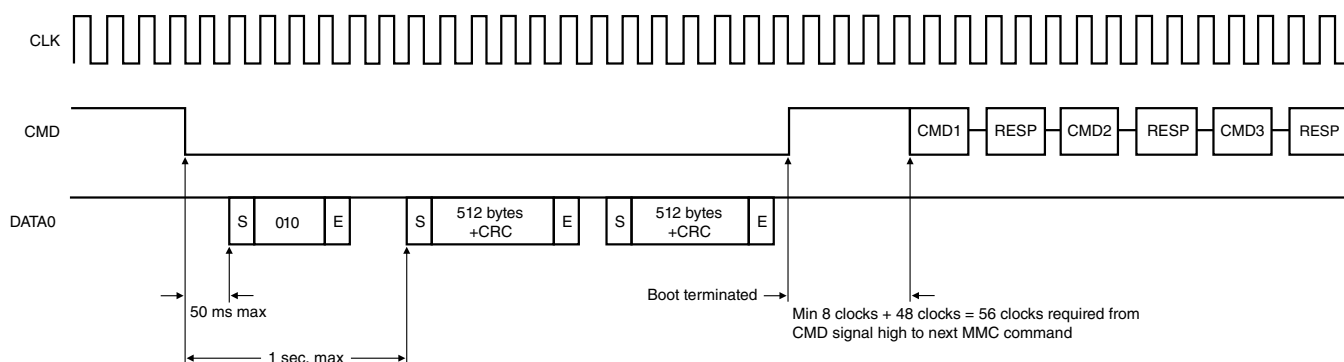 CLK
CMD
CMD1
RESP
CMD2
RESP
CMD3
RESP
DATA0
S
010
E
S
512 bytes
+CRC
E
S
512 bytes
+CRC
E
Boot terminated
50 ms max
Min 8 clocks + 48 clocks = 56 clocks required from
CMD signal high to next MMC command
1 sec. max